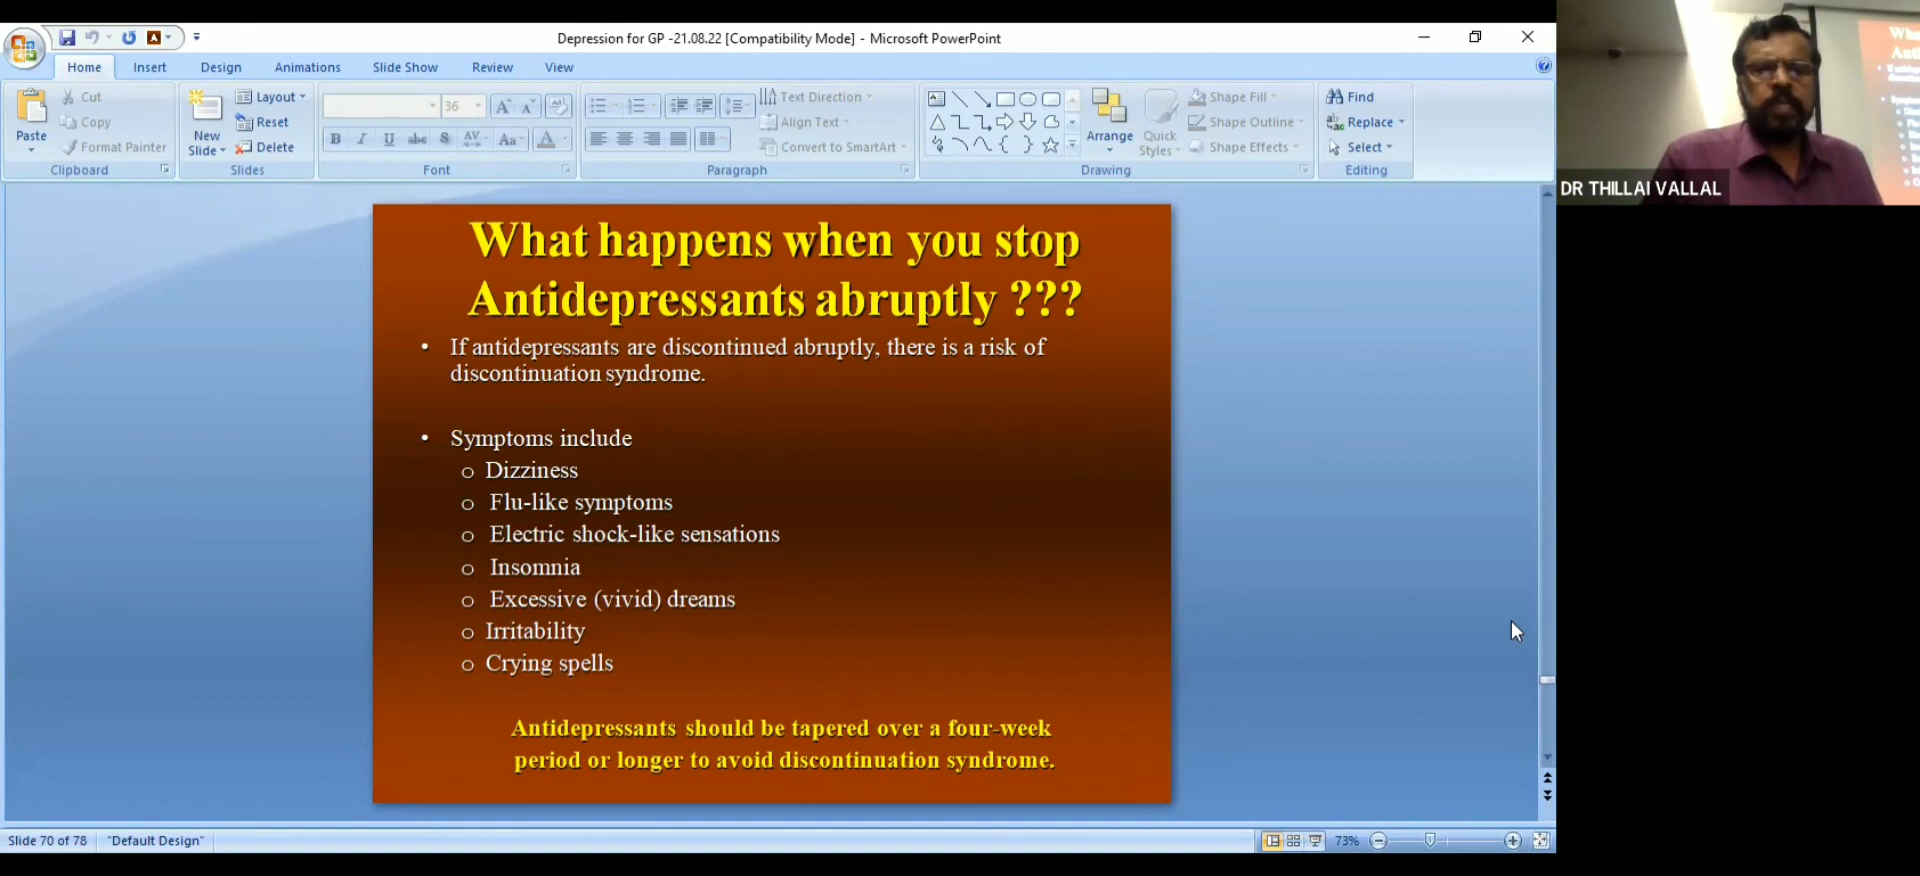 Depression for GP -21.08.22 [Compatibility Mode] - Microsoft PowerPoint
Home Insert Design Animations Slide Show Review View
Paste
Cut
Copy
Format Painter
Clipboard
New
Slide
Layout
Reset
Delete
Slides
36
Font
Text Direction
Align Text
Convert to SmartArt
Paragraph
Arrange
Quick
Styles
Shape Fill
Shape Outline
Shape Effects
Drawing
Find
Replace
Select
Editing
DR THILLAI VALLAL
What happens when you stop
Antidepressants abruptly ???
• If antidepressants are discontinued abruptly, there is a risk of
discontinuation syndrome.
• Symptoms include
o Dizziness
o Flu-like symptoms
o Electric shock-like sensations
o Insomnia
o Excessive (vivid) dreams
o Irritability
o Crying spells
Antidepressants should be tapered over a four-week
period or longer to avoid discontinuation syndrome.
Slide 70 of 78 "Default Design" 73%